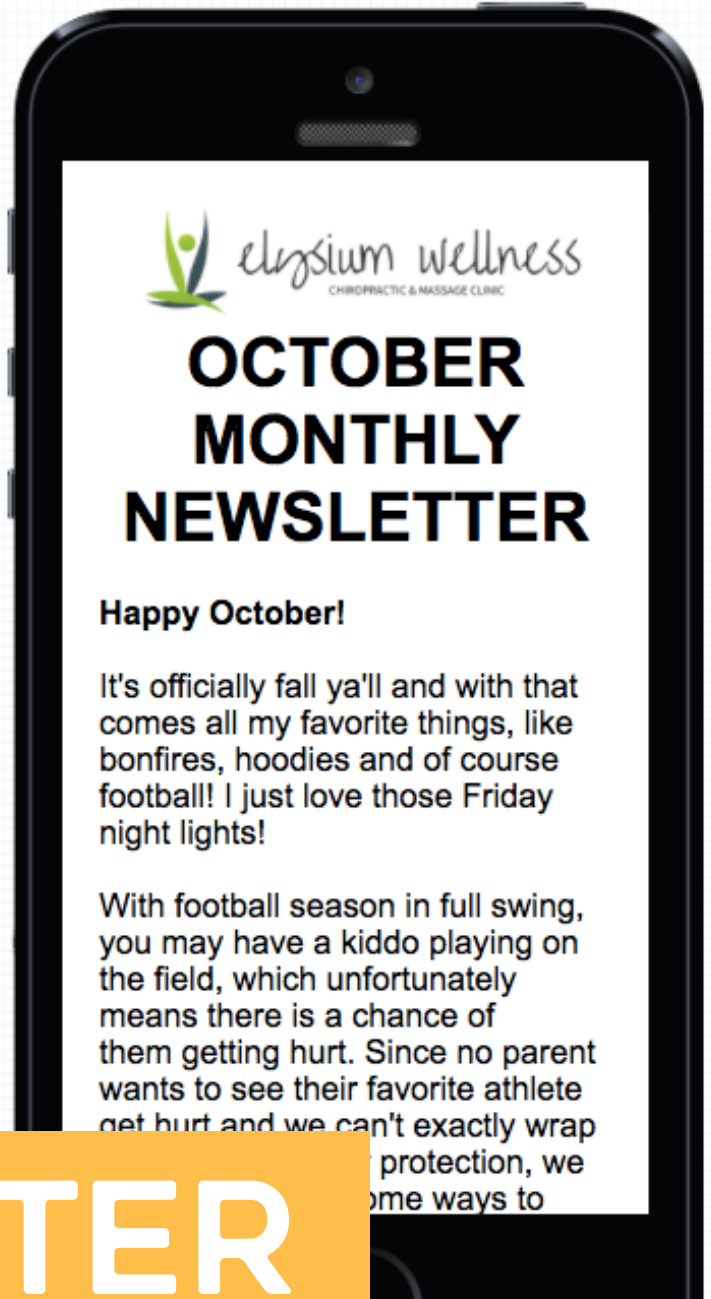 elysium wellness
CHIROPRACTIC & MASSAGE CLINIC
OCTOBER
MONTHLY
NEWSLETTER
Happy October!
It's officially fall ya'll and with that
comes all my favorite things, like
bonfires, hoodies and of course
football! I just love those Friday
night lights!
With football season in full swing,
you may have a kiddo playing on
the field, which unfortunately
means there is a chance of
them getting hurt. Since no parent
wants to see their favorite athlete
get hurt and we can't exactly wrap
protection, we
ways to
TER